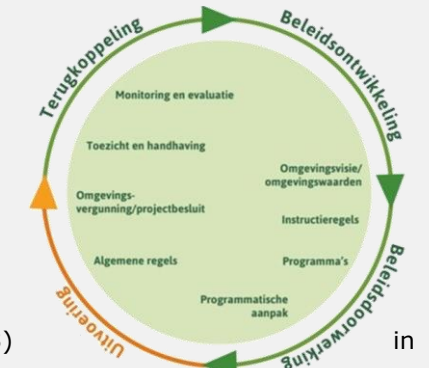 Terugkoppeling
Beleidsontwikkeling
Monitoring en evaluatie
Toezicht en handhaving
Omgevingsvisie/
omgevingswaarden
Omgevings-
vergunning/projectbesluit
Instructieregels
Algemene regels
Programma's
Programmatische
aanpak
Beleidsdoorwerking
Uitvoering
)
in